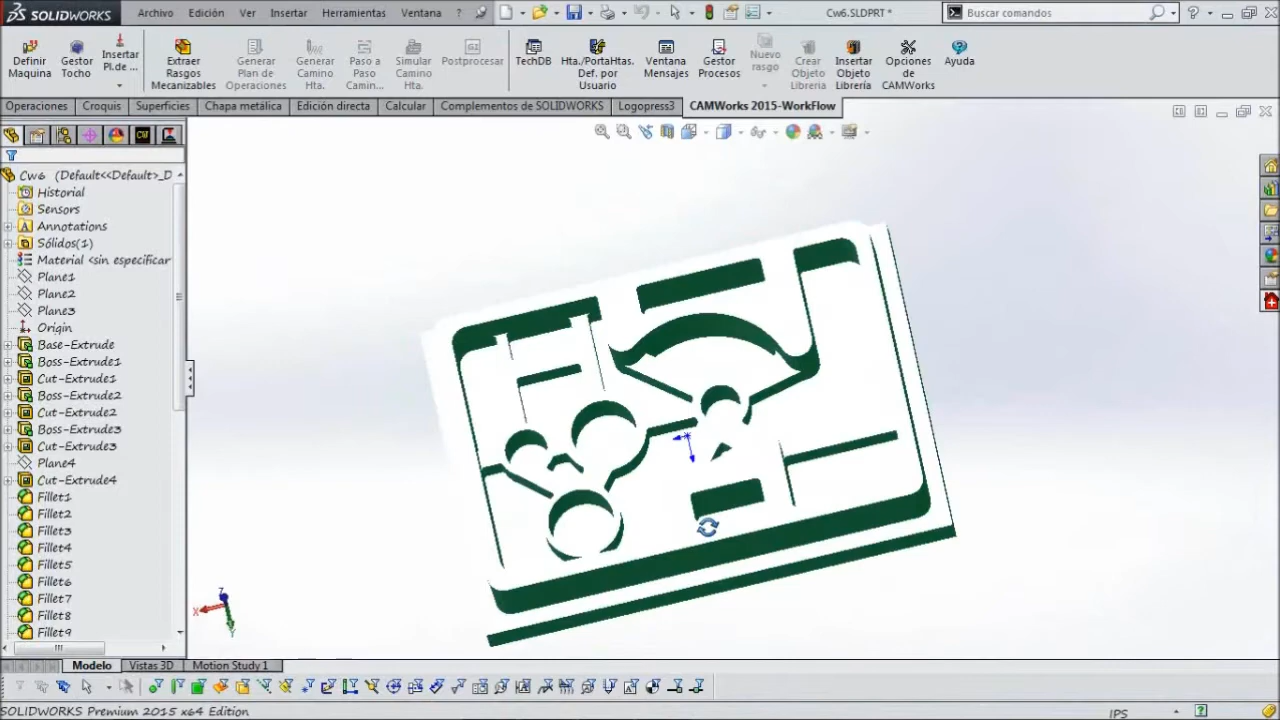 SOLIDWORKS Archivo Edición Ver Insertar Herramientas Ventana ? Cw6.SLDPRT * Buscar comandos
Definir Maquina
Gestor Tocho
Insertar Pl.de ...
Extraer Rasgos Mecanizables
Generar Plan de Operaciones
Generar Camino Hta.
Paso a Paso Camin...
Simular Camino Hta.
Postprocesar
TechDB
Hta./PortaHtas. Def. por Usuario
Ventana Mensajes
Gestor Procesos
Nuevo rasgo
Crear Objeto Libreria
Insertar Objeto Librería
Opciones de CAMWorks
Ayuda
Operaciones Croquis Superficies Chapa metálica Edición directa Calcular Complementos de SOLIDWORKS Logopress3 CAMWorks 2015-WorkFlow
Cw6 (Default<<Default>_D
Historial
Sensors
Annotations
Sólidos(1)
Material <sin especificar
Plane1
Plane2
Plane3
Origin
Base-Extrude
Boss-Extrude1
Cut-Extrude1
Boss-Extrude2
Cut-Extrude2
Boss-Extrude3
Cut-Extrude3
Plane4
Cut-Extrude4
Fillet1
Fillet2
Fillet3
Fillet4
Fillet5
Fillet6
Fillet7
Fillet8
Fillet9
Z
X
Y
Modelo Vistas 3D Motion Study 1
SOLIDWORKS Premium 2015 x64 Edition IPS